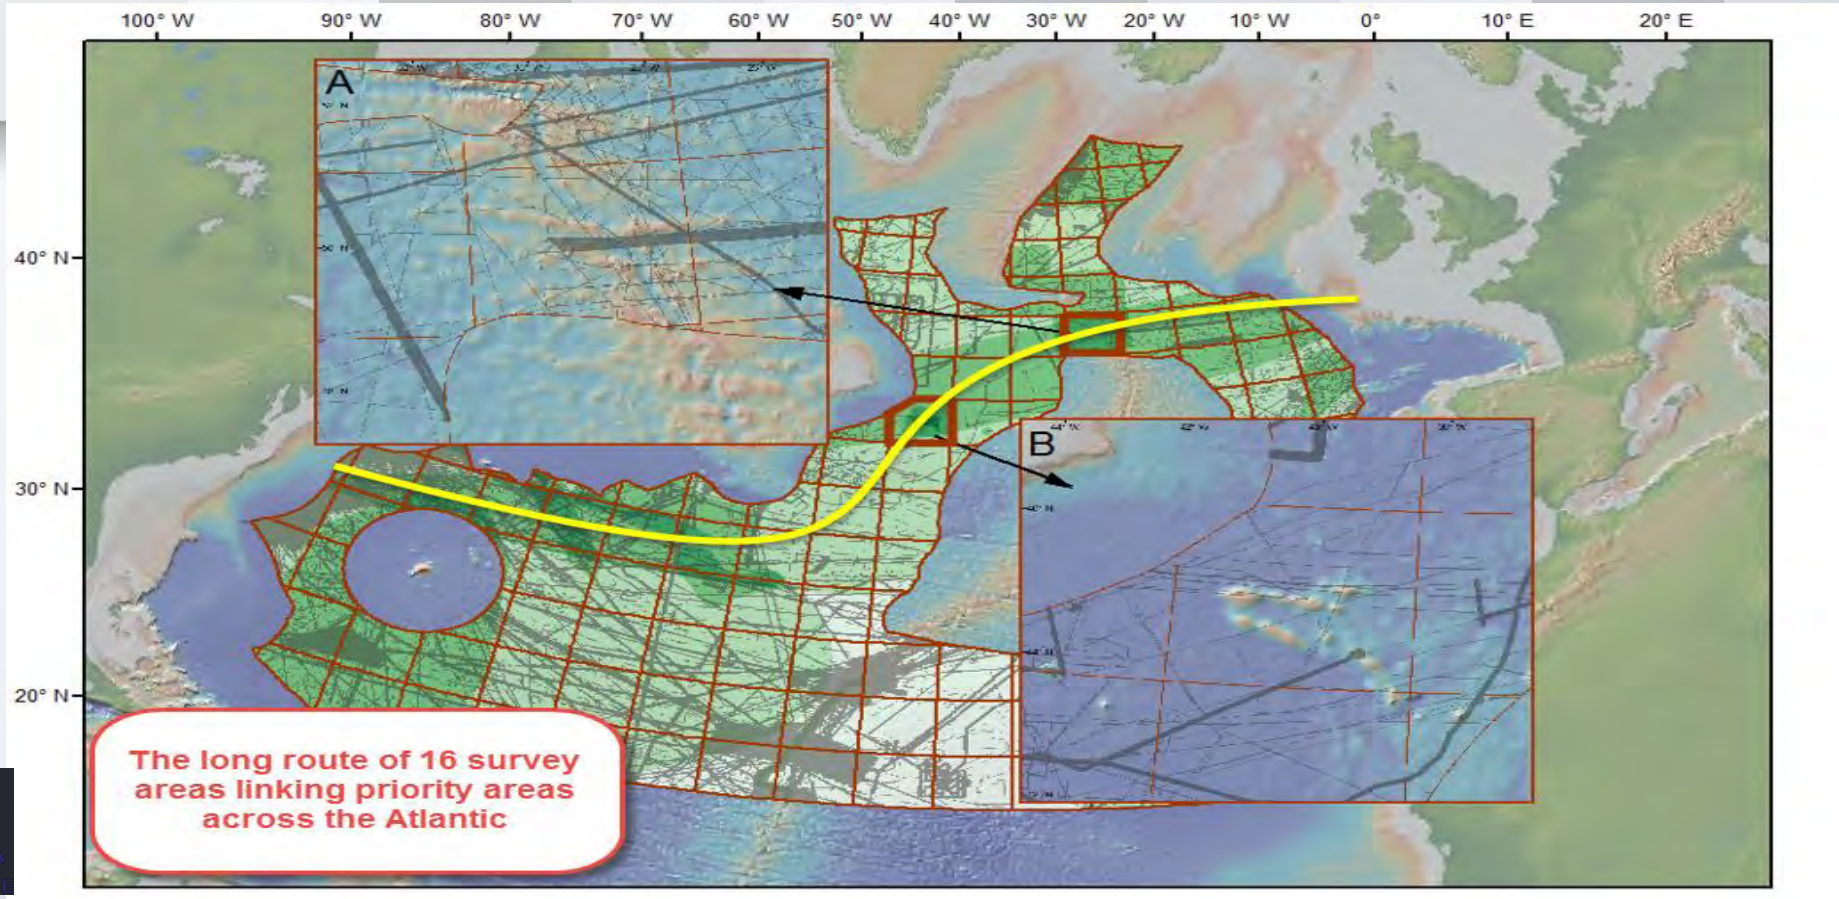 100° W 90° W 80° W 70° W 60° W 50° W 40° W 30° W 20° W 10° W 0° 10° E 20° E
A
40° N
B
30° N
20° N
The long route of 16 survey
areas linking priority areas
across the Atlantic